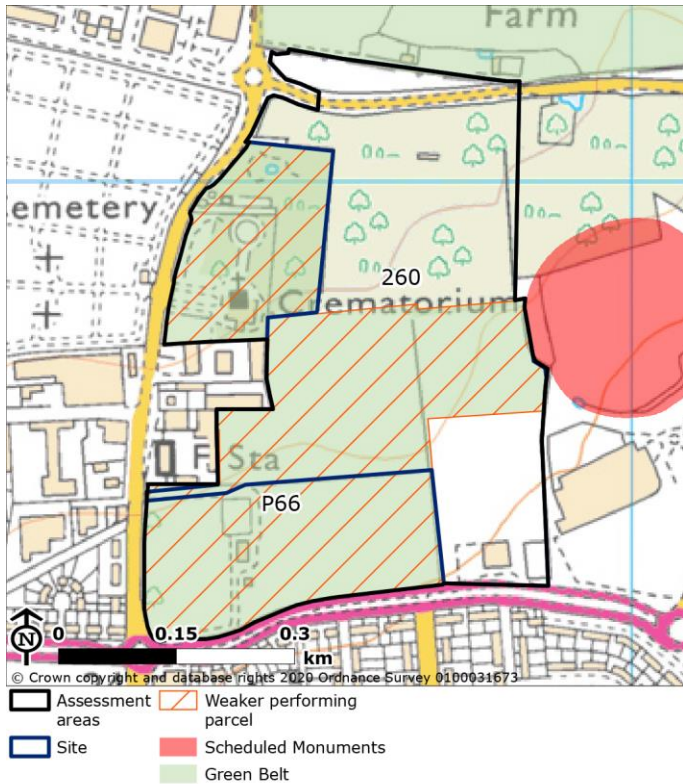 Farm
emetery
260
Crematorium
F Sta
P66
N
0 0.15 0.3
km
© Crown copyright and database rights 2020 Ordnance Survey 0100031673
Assessment areas
Weaker performing parcel
Site
Scheduled Monuments
Green Belt